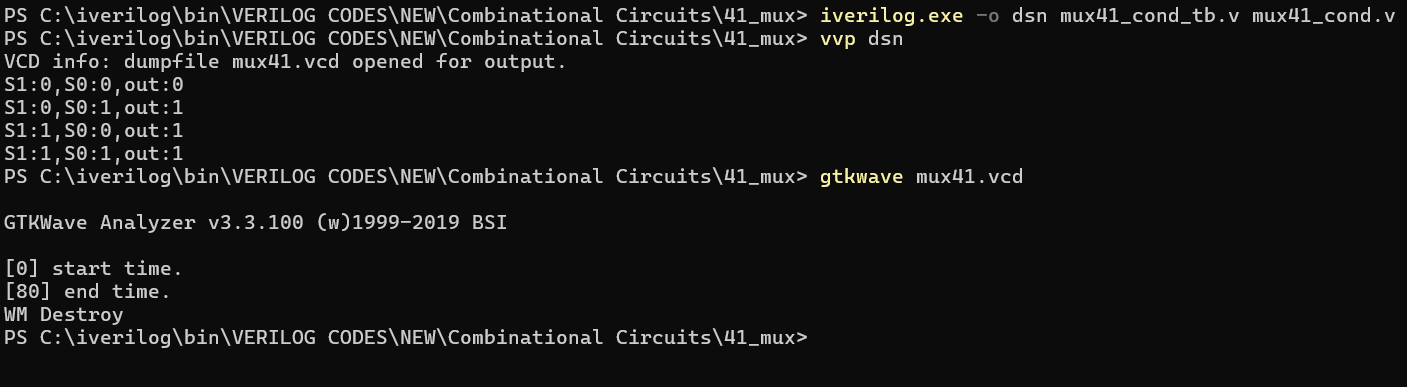 PS C:\iverilog\bin\VERILOG CODES\NEW\Combinational Circuits\41_mux> iverilog.exe -o dsn mux41_cond_tb.v mux41_cond.v
PS C:\iverilog\bin\VERILOG CODES\NEW\Combinational Circuits\41_mux> vvp dsn
VCD info: dumpfile mux41.vcd opened for output.
S1:0,S0:0,out:0
S1:0,S0:1,out:1
S1:1,S0:0,out:1
S1:1,S0:1,out:1
PS C:\iverilog\bin\VERILOG CODES\NEW\Combinational Circuits\41_mux> gtkwave mux41.vcd
GTKWave Analyzer v3.3.100 (w)1999-2019 BSI
[0] start time.
[80] end time.
WM Destroy
PS C:\iverilog\bin\VERILOG CODES\NEW\Combinational Circuits\41_mux>